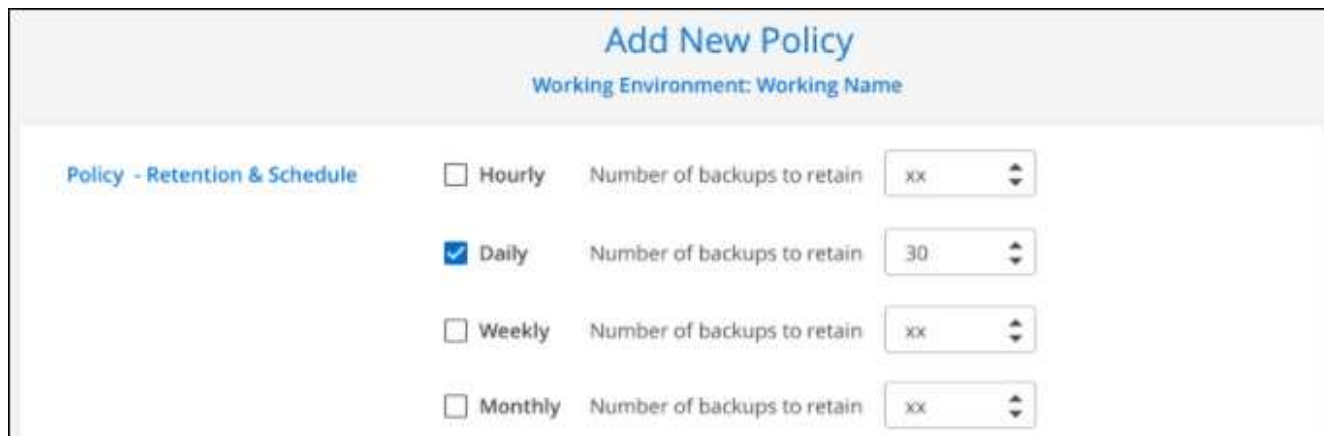 Add New Policy
Working Environment: Working Name
Policy - Retention & Schedule Hourly Number of backups to retain xx
Daily Number of backups to retain 30
Weekly Number of backups to retain xx
Monthly Number of backups to retain xx